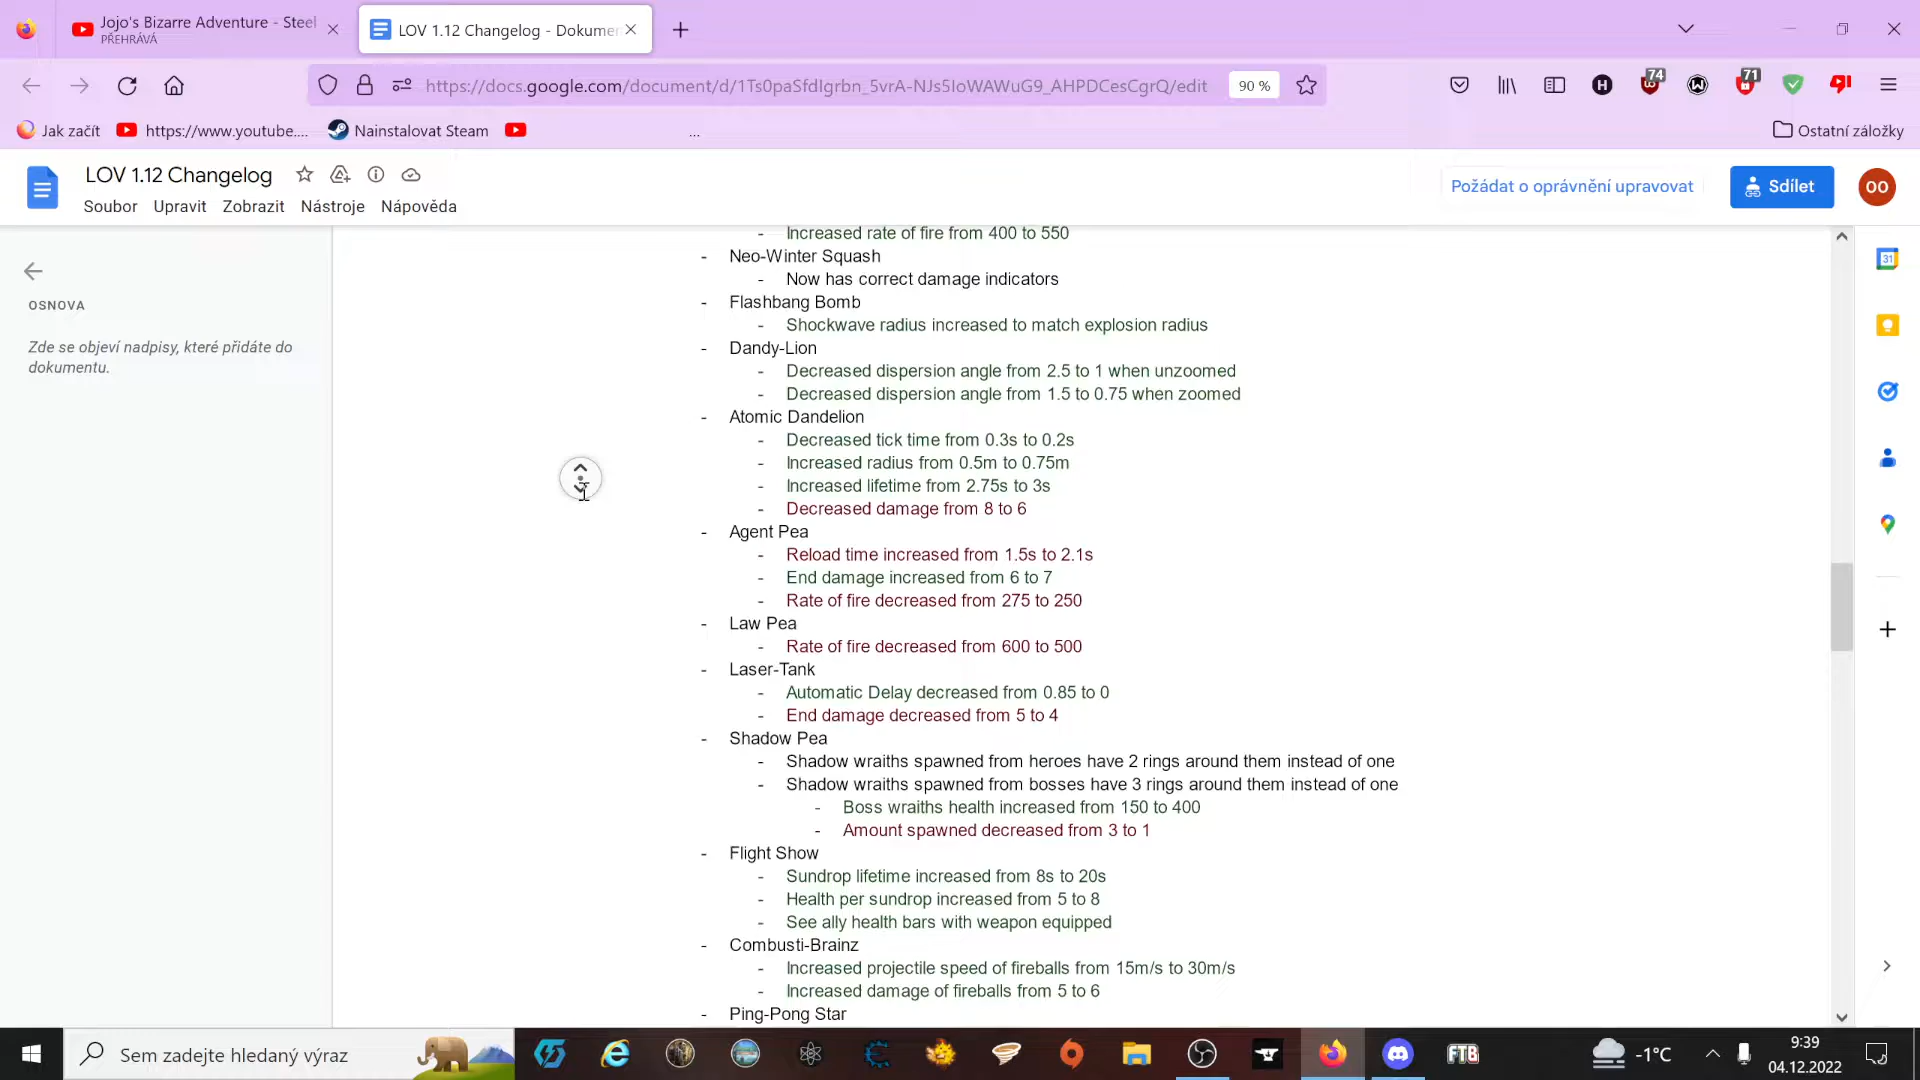 Jojo's Bizarre Adventure - Steel
PŘEHRÁVÁ
LOV 1.12 Changelog - Dokumen
https://docs.google.com/document/d/1Ts0paSfdIgrbn_5vrA-NJs5IoWAWuG9_AHPDCesCgrQ/edit
90 %
74
71
Jak začít
https://www.youtube....
Nainstalovat Steam
...
Ostatní záložky
LOV 1.12 Changelog
Soubor Upravit Zobrazit Nástroje Nápověda
Požádat o oprávnění upravovat
Sdílet
OO
OSNOVA
Zde se objeví nadpisy, které přidáte do
dokumentu.
31
- Increased rate of fire from 400 to 550
- Neo-Winter Squash
- Now has correct damage indicators
- Flashbang Bomb
- Shockwave radius increased to match explosion radius
- Dandy-Lion
- Decreased dispersion angle from 2.5 to 1 when unzoomed
- Decreased dispersion angle from 1.5 to 0.75 when zoomed
- Atomic Dandelion
- Decreased tick time from 0.3s to 0.2s
- Increased radius from 0.5m to 0.75m
- Increased lifetime from 2.75s to 3s
- Decreased damage from 8 to 6
- Agent Pea
- Reload time increased from 1.5s to 2.1s
- End damage increased from 6 to 7
- Rate of fire decreased from 275 to 250
- Law Pea
- Rate of fire decreased from 600 to 500
- Laser-Tank
- Automatic Delay decreased from 0.85 to 0
- End damage decreased from 5 to 4
- Shadow Pea
- Shadow wraiths spawned from heroes have 2 rings around them instead of one
- Shadow wraiths spawned from bosses have 3 rings around them instead of one
- Boss wraiths health increased from 150 to 400
- Amount spawned decreased from 3 to 1
- Flight Show
- Sundrop lifetime increased from 8s to 20s
- Health per sundrop increased from 5 to 8
- See ally health bars with weapon equipped
- Combusti-Brainz
- Increased projectile speed of fireballs from 15m/s to 30m/s
- Increased damage of fireballs from 5 to 6
- Ping-Pong Star
Sem zadejte hledaný výraz
FTB
-1°C
9:39
04.12.2022